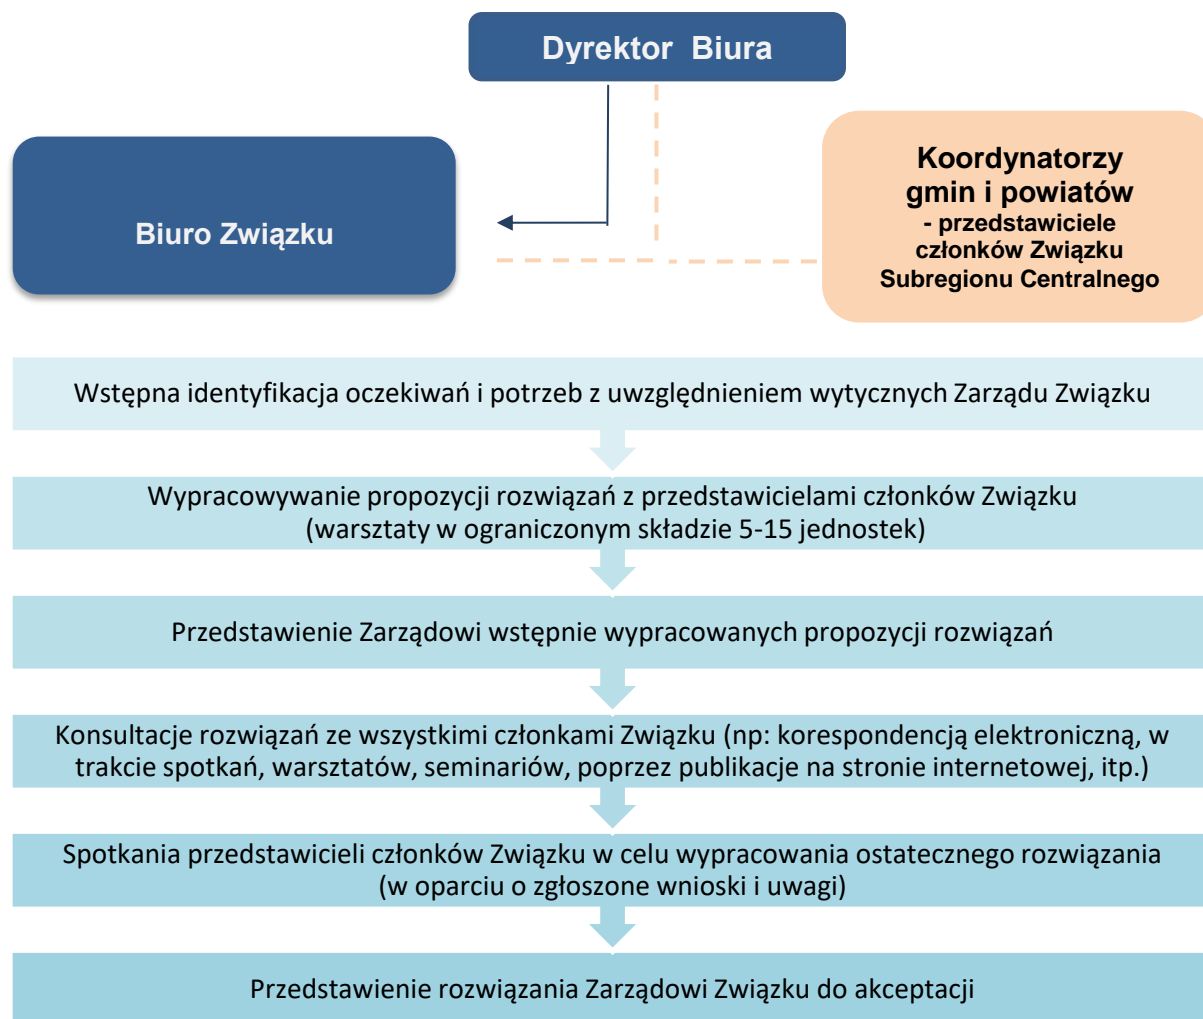 Dyrektor Biura
Biuro Związku
Koordynatorzy
gmin i powiatów
- przedstawiciele
członków Związku
Subregionu Centralnego
Wstępna identyfikacja oczekiwań i potrzeb z uwzględnieniem wytycznych Zarządu Związku
Wypracowywanie propozycji rozwiązań z przedstawicielami członków Związku
(warsztaty w ograniczonym składzie 5-15 jednostek)
Przedstawienie Zarządowi wstępnie wypracowanych propozycji rozwiązań
Konsultacje rozwiązań ze wszystkimi członkami Związku (np: korespondencją elektroniczną, w
trakcie spotkań, warsztatów, seminariów, poprzez publikacje na stronie internetowej, itp.)
Spotkania przedstawicieli członków Związku w celu wypracowania ostatecznego rozwiązania
(w oparciu o zgłoszone wnioski i uwagi)
Przedstawienie rozwiązania Zarządowi Związku do akceptacji